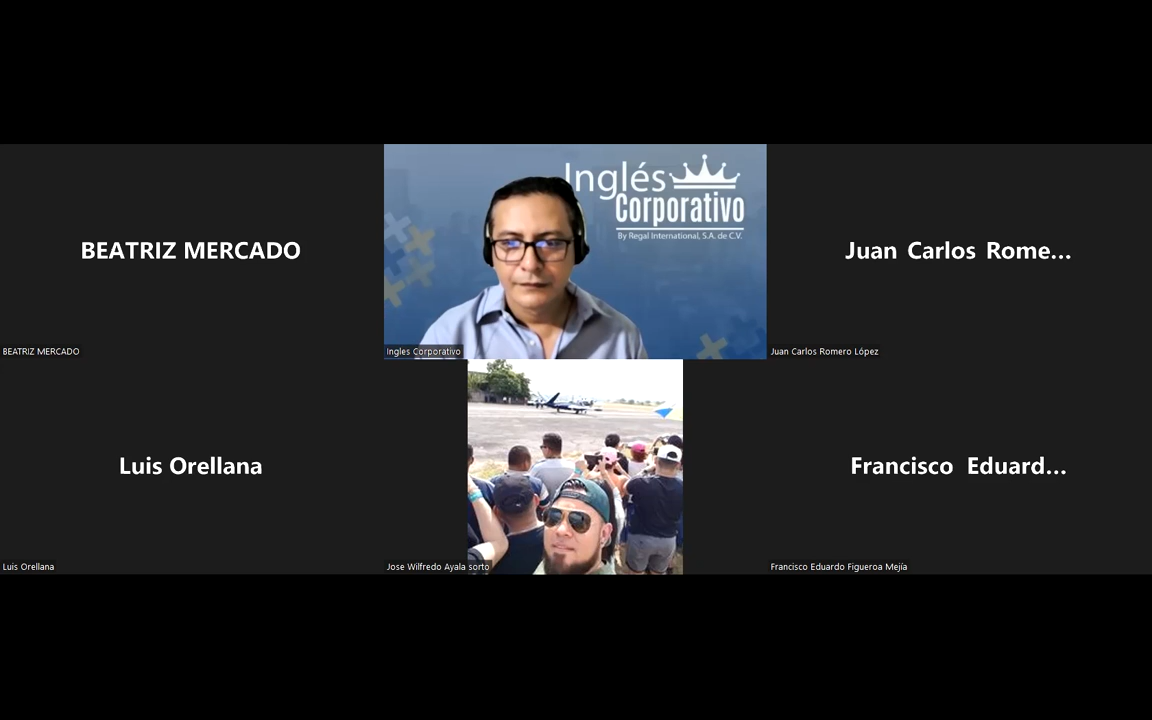 BEATRIZ MERCADO
BEATRIZ MERCADO
Inglés
Corporativo
By Regal International, S.A. de C.V.
Ingles Corporativo
Juan Carlos Rome...
Juan Carlos Romero López
Luis Orellana
Luis Orellana
Jose Wilfredo Ayala sorto
Francisco Eduard...
Francisco Eduardo Figueroa Mejía